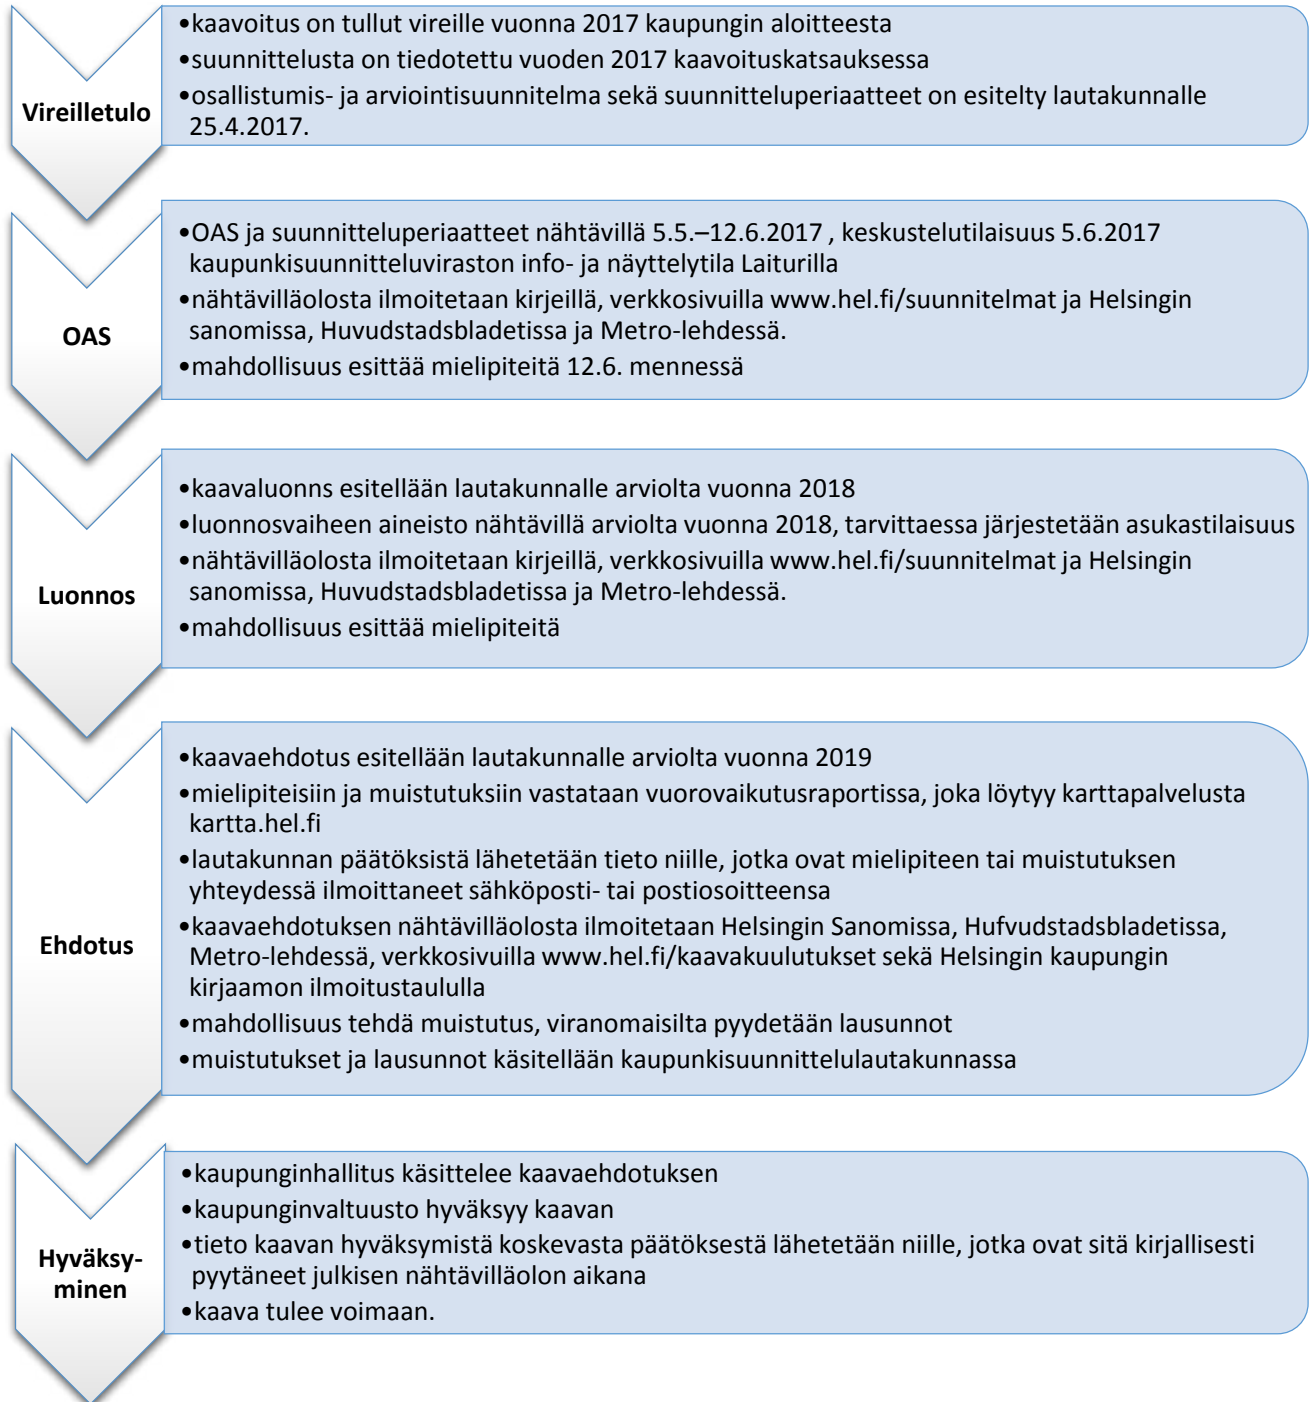 Vireilletulo
•kaavoitus on tullut vireille vuonna 2017 kaupungin aloitteesta
•suunnittelusta on tiedotettu vuoden 2017 kaavoituskatsauksessa
•osallistumis- ja arviointisuunnitelma sekä suunnitteluperiaatteet on esitelty lautakunnalle
25.4.2017.
OAS
•OAS ja suunnitteluperiaatteet nähtävillä 5.5.–12.6.2017 , keskustelutilaisuus 5.6.2017
kaupunkisuunnitteluviraston info- ja näyttelytila Laiturilla
•nähtävilläolosta ilmoitetaan kirjeillä, verkkosivuilla www.hel.fi/suunnitelmat ja Helsingin
sanomissa, Huvudstadsbladetissa ja Metro-lehdessä.
•mahdollisuus esittää mielipiteitä 12.6. mennessä
Luonnos
•kaavaluonns esitellään lautakunnalle arviolta vuonna 2018
•luonnosvaiheen aineisto nähtävillä arviolta vuonna 2018, tarvittaessa järjestetään asukastilaisuus
•nähtävilläolosta ilmoitetaan kirjeillä, verkkosivuilla www.hel.fi/suunnitelmat ja Helsingin
sanomissa, Huvudstadsbladetissa ja Metro-lehdessä.
•mahdollisuus esittää mielipiteitä
Ehdotus
•kaavaehdotus esitellään lautakunnalle arviolta vuonna 2019
•mielipiteisiin ja muistutuksiin vastataan vuorovaikutusraportissa, joka löytyy karttapalvelusta
kartta.hel.fi
•lautakunnan päätöksistä lähetetään tieto niille, jotka ovat mielipiteen tai muistutuksen
yhteydessä ilmoittaneet sähköposti- tai postiosoitteensa
•kaavaehdotuksen nähtävilläolosta ilmoitetaan Helsingin Sanomissa, Hufvudstadsbladetissa,
Metro-lehdessä, verkkosivuilla www.hel.fi/kaavakuulutukset sekä Helsingin kaupungin
kirjaamon ilmoitustaululla
•mahdollisuus tehdä muistutus, viranomaisilta pyydetään lausunnot
•muistutukset ja lausunnot käsitellään kaupunkisuunnittelulautakunnassa
Hyväksy-
minen
•kaupunginhallitus käsittelee kaavaehdotuksen
•kaupunginvaltuusto hyväksyy kaavan
•tieto kaavan hyväksymistä koskevasta päätöksestä lähetetään niille, jotka ovat sitä kirjallisesti
pyytäneet julkisen nähtävilläolon aikana
•kaava tulee voimaan.